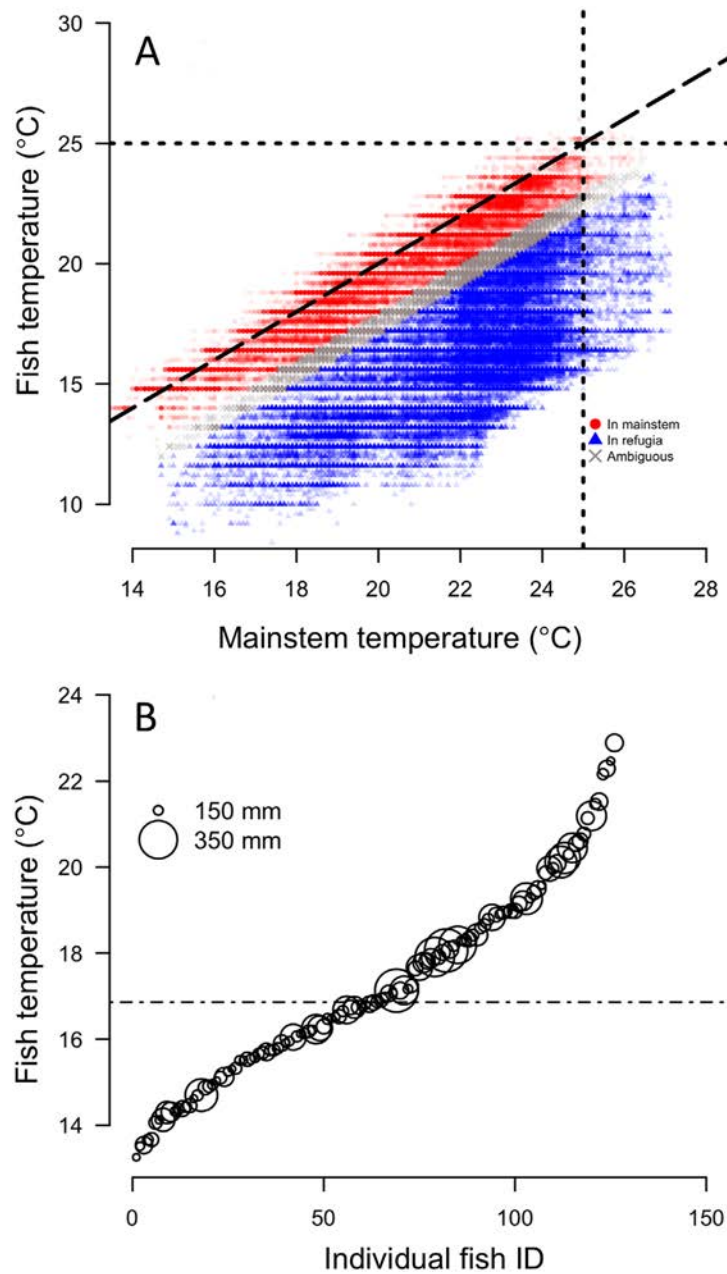 A
30
25
20
15
10
Fish temperature (°C)
In mainstem
In refugia
Ambiguous
14 16 18 20 22 24 26 28
Mainstem temperature (°C)
B
24
22
20
18
16
14
Fish temperature (°C)
150 mm
350 mm
0 50 100 150
Individual fish ID